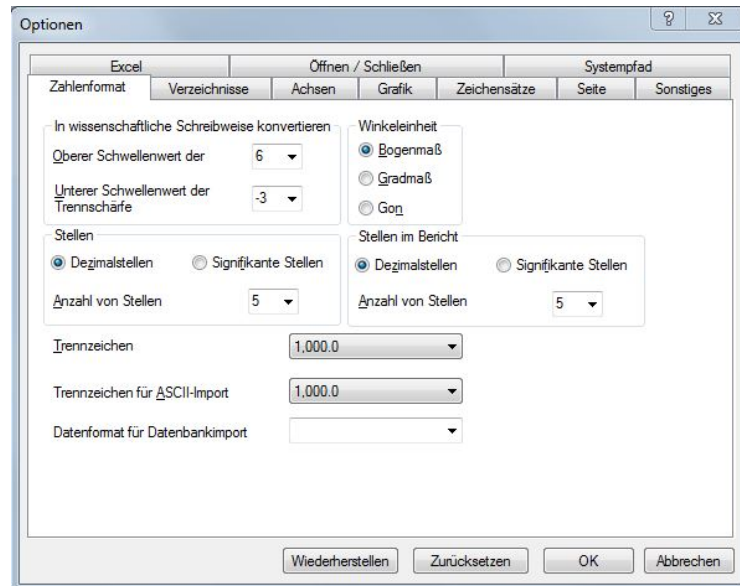 Optionen
Excel Öffnen / Schließen Systempfad
Zahlenformat Verzeichnisse Achsen Grafik Zeichensätze Seite Sonstiges
In wissenschaftliche Schreibweise konvertieren
Oberer Schwellenwert der 6
Unterer Schwellenwert der
Trennschärfe -3
Winkeleinheit
Bogenmaß
Gradmaß
Gon
Stellen
Dezimalstellen Signifikante Stellen
Anzahl von Stellen 5
Stellen im Bericht
Dezimalstellen Signifikante Stellen
Anzahl von Stellen 5
Trennzeichen 1,000.0
Trennzeichen für ASCII-Import 1,000.0
Datenformat für Datenbankimport
Wiederherstellen Zurücksetzen OK Abbrechen